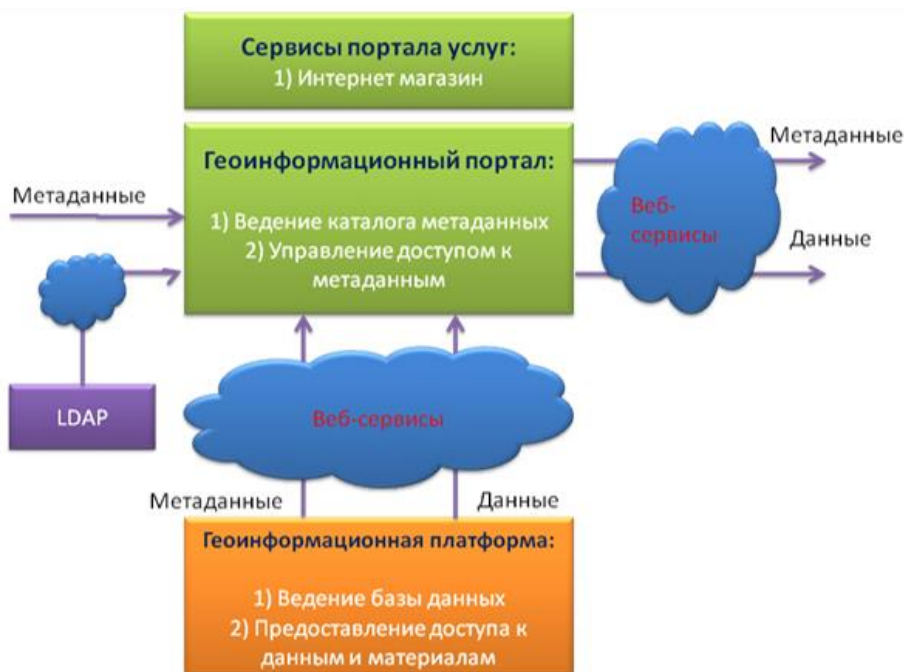 Сервисы портала услуг:
1) Интернет магазин
Геоинформационный портал:
1) Ведение каталога метаданных
2) Управление доступом к
метаданным
Метаданные
LDAP
Веб-
сервисы
Метаданные
Данные
Веб-сервисы
Метаданные
Данные
Геоинформационная платформа:
1) Ведение базы данных
2) Предоставление доступа к
данным и материалам